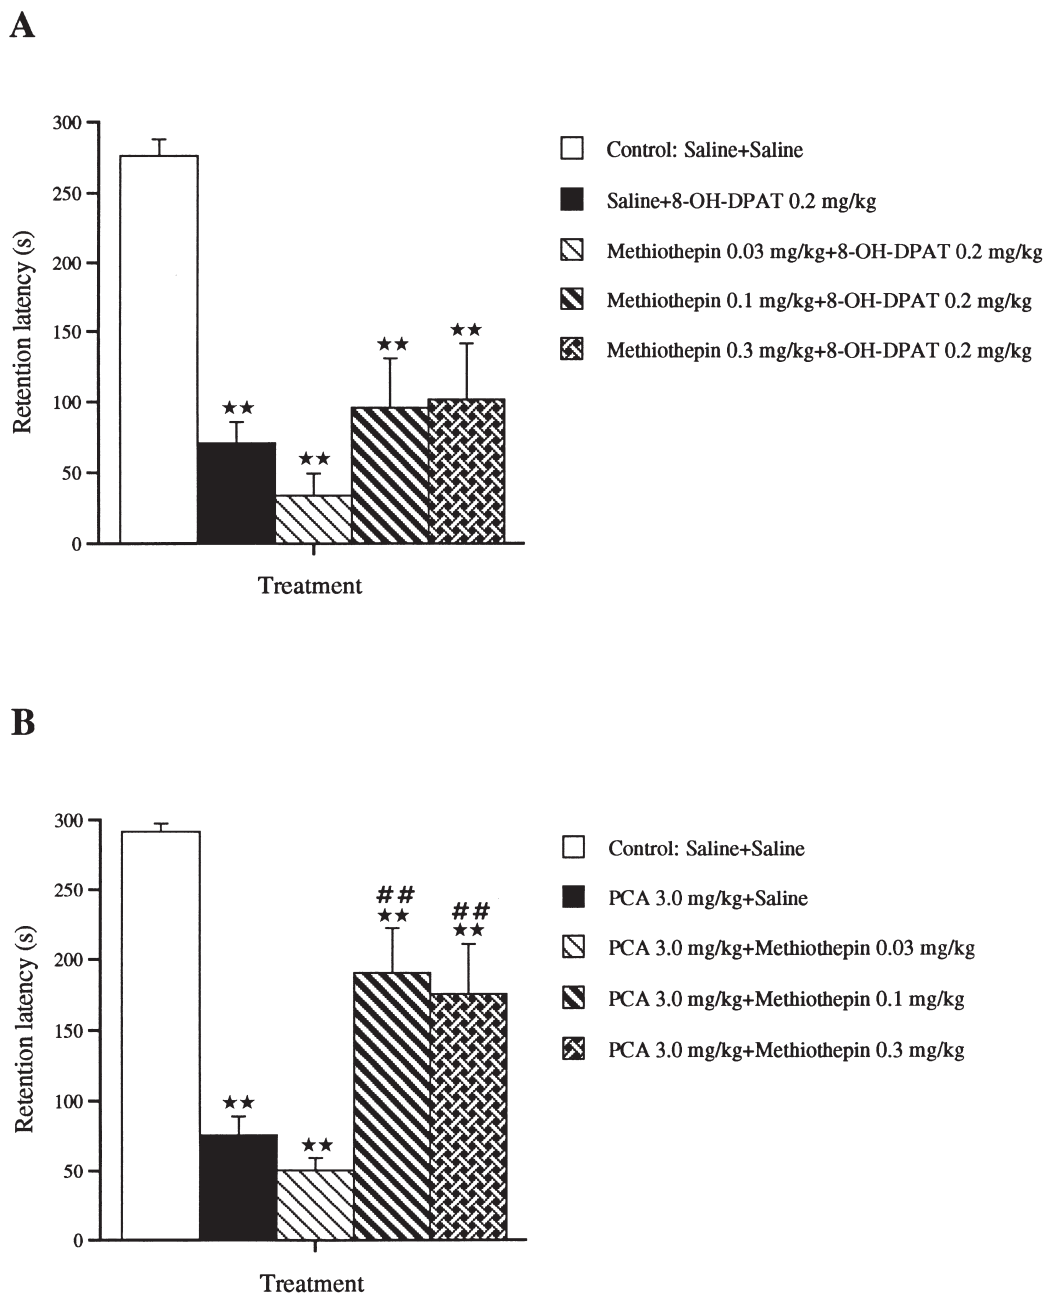 A
300
250
200
150
100
50
0
Retention latency (s)
★★
★★
★★
★★
Treatment
Control: Saline+Saline
Saline+8-OH-DPAT 0.2 mg/kg
Methiothepin 0.03 mg/kg+8-OH-DPAT 0.2 mg/kg
Methiothepin 0.1 mg/kg+8-OH-DPAT 0.2 mg/kg
Methiothepin 0.3 mg/kg+8-OH-DPAT 0.2 mg/kg
B
300
250
200
150
100
50
0
Retention latency (s)
★★
★★
##
★★
##
★★
Treatment
Control: Saline+Saline
PCA 3.0 mg/kg+Saline
PCA 3.0 mg/kg+Methiothepin 0.03 mg/kg
PCA 3.0 mg/kg+Methiothepin 0.1 mg/kg
PCA 3.0 mg/kg+Methiothepin 0.3 mg/kg